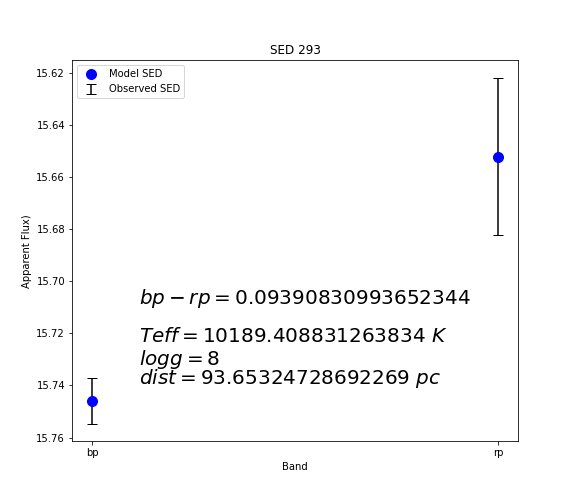 SED 293
Model SED
Observed SED
15.62
15.64
15.66
15.68
15.70
15.72
15.74
15.76
Apparent Flux)
bp − rp = 0.09390830993652344
Teff = 10189.408831263834 K
logg = 8
dist = 93.65324728692269 pc
bp
rp
Band